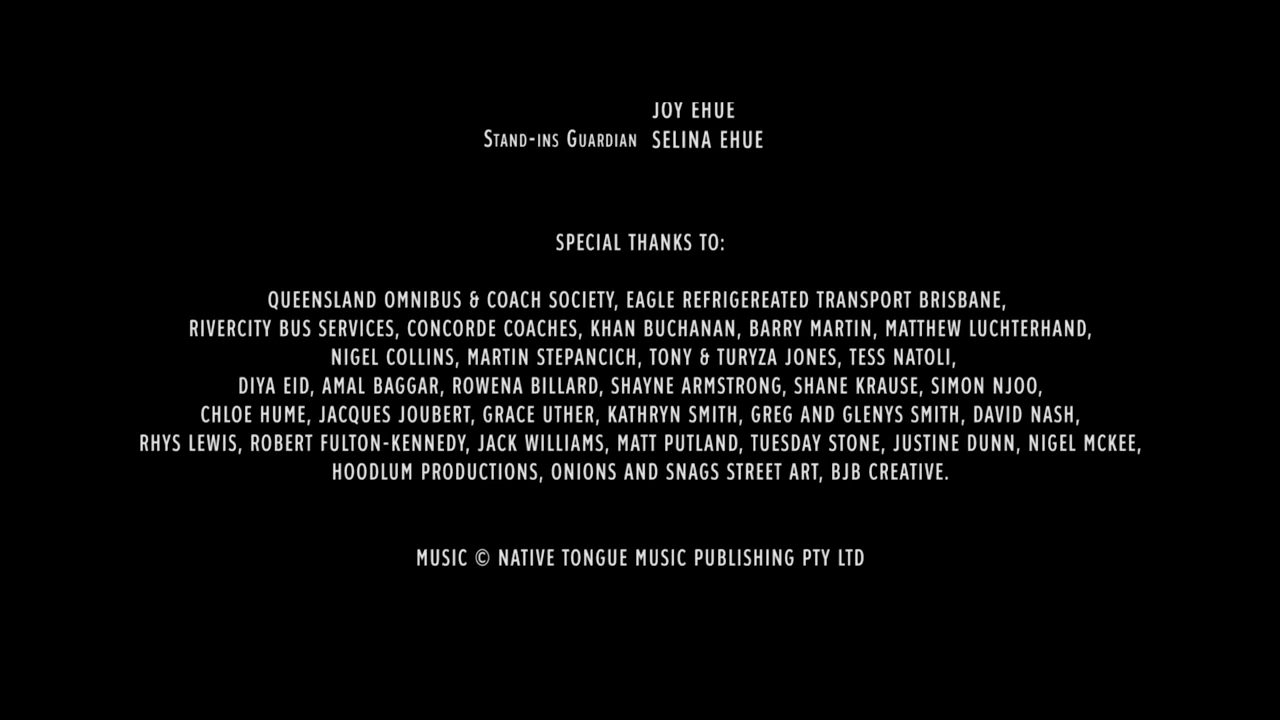 JOY EHUE
STAND-INS GUARDIAN SELINA EHUE
SPECIAL THANKS TO:
QUEENSLAND OMNIBUS & COACH SOCIETY, EAGLE REFRIGEREATED TRANSPORT BRISBANE,
RIVERCITY BUS SERVICES, CONCORDE COACHES, KHAN BUCHANAN, BARRY MARTIN, MATTHEW LUCHTERHAND,
NIGEL COLLINS, MARTIN STEPANCICH, TONY & TURYZA JONES, TESS NATOLI,
DIYA EID, AMAL BAGGAR, ROWENA BILLARD, SHAYNE ARMSTRONG, SHANE KRAUSE, SIMON NJOO,
CHLOE HUME, JACQUES JOUBERT, GRACE UTHER, KATHRYN SMITH, GREG AND GLENYS SMITH, DAVID NASH,
RHYS LEWIS, ROBERT FULTON-KENNEDY, JACK WILLIAMS, MATT PUTLAND, TUESDAY STONE, JUSTINE DUNN, NIGEL MCKEE,
HOODLUM PRODUCTIONS, ONIONS AND SNAGS STREET ART, BJB CREATIVE.
MUSIC © NATIVE TONGUE MUSIC PUBLISHING PTY LTD